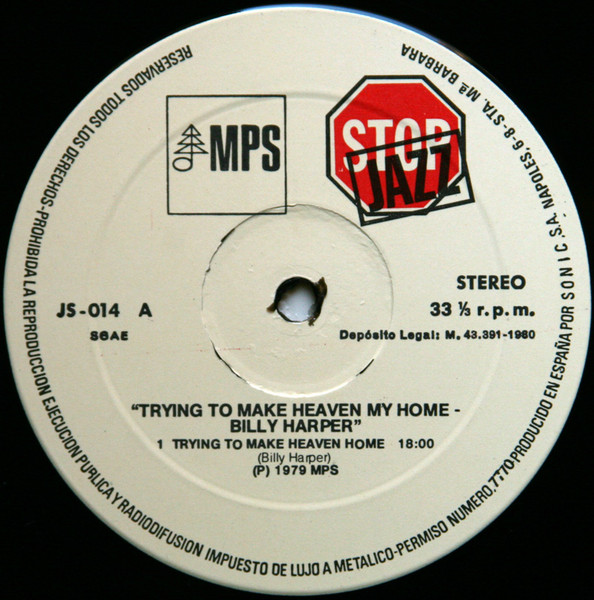 MPS
STOP
JAZZ
JS-014 A
SGAE
STEREO
33 ⅓ r.p.m.
Depósito Legal: M. 43.391-1980
"TRYING TO MAKE HEAVEN MY HOME -
BILLY HARPER"
1 TRYING TO MAKE HEAVEN HOME 18:00
(Billy Harper)
(P) 1979 MPS
RESERVADOS TODOS LOS DERECHOS-PROHIBIDA LA REPRODUCCION EJECUCION PUBLICA Y RADIODIFUSION IMPUESTO DE LUJO A METALICO-PERMISO NUMERO, 7.770 PRODUCIDO EN ESPAÑA POR SONIC, S.A. NAPOLES, 6-8-STA. Mª BARBARA